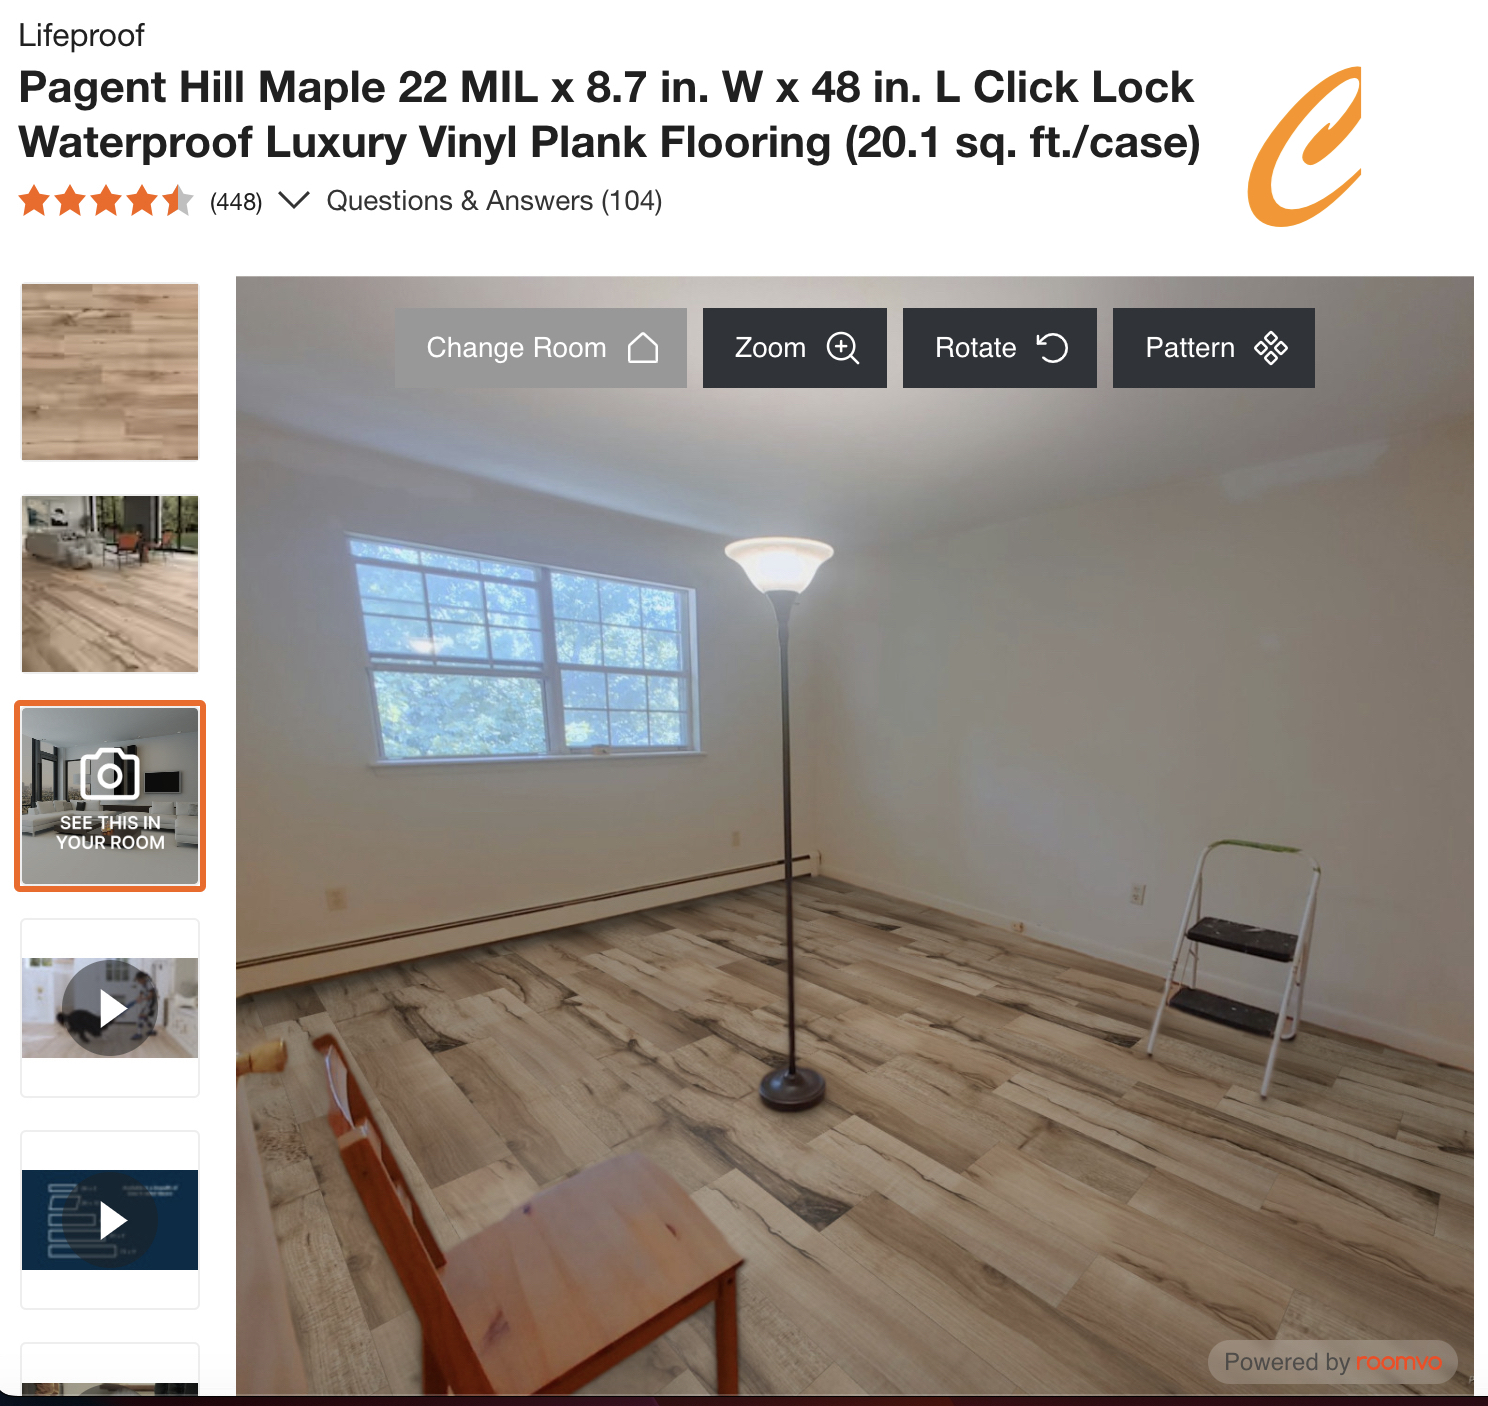 Lifeproof
Pagent Hill Maple 22 MIL x 8.7 in. W x 48 in. L Click Lock
Waterproof Luxury Vinyl Plank Flooring (20.1 sq. ft./case)
(448) Questions & Answers (104)
C
Change Room
Zoom
Rotate
Pattern
SEE THIS IN
YOUR ROOM
Powered by roomvo